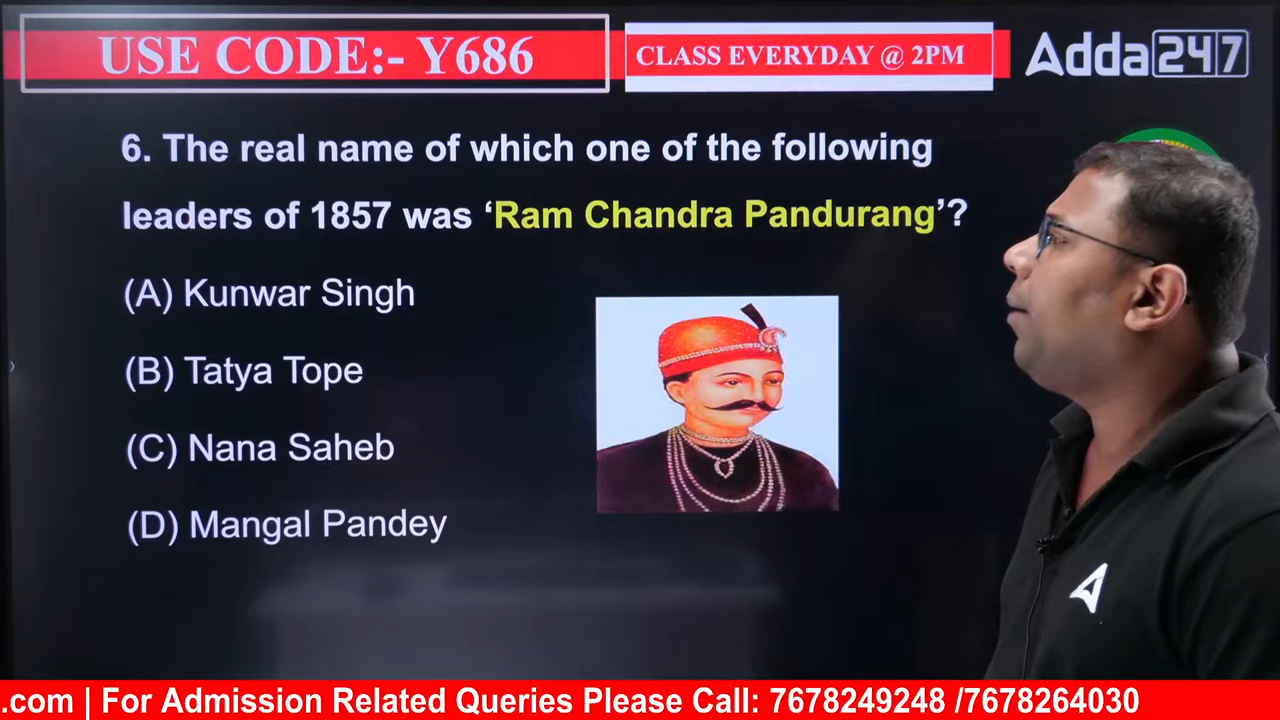 USE CODE:- Y686
CLASS EVERYDAY @ 2PM
Adda247
6. The real name of which one of the following
leaders of 1857 was ‘Ram Chandra Pandurang’?
(A) Kunwar Singh
(B) Tatya Tope
(C) Nana Saheb
(D) Mangal Pandey
.com | For Admission Related Queries Please Call: 7678249248 /7678264030